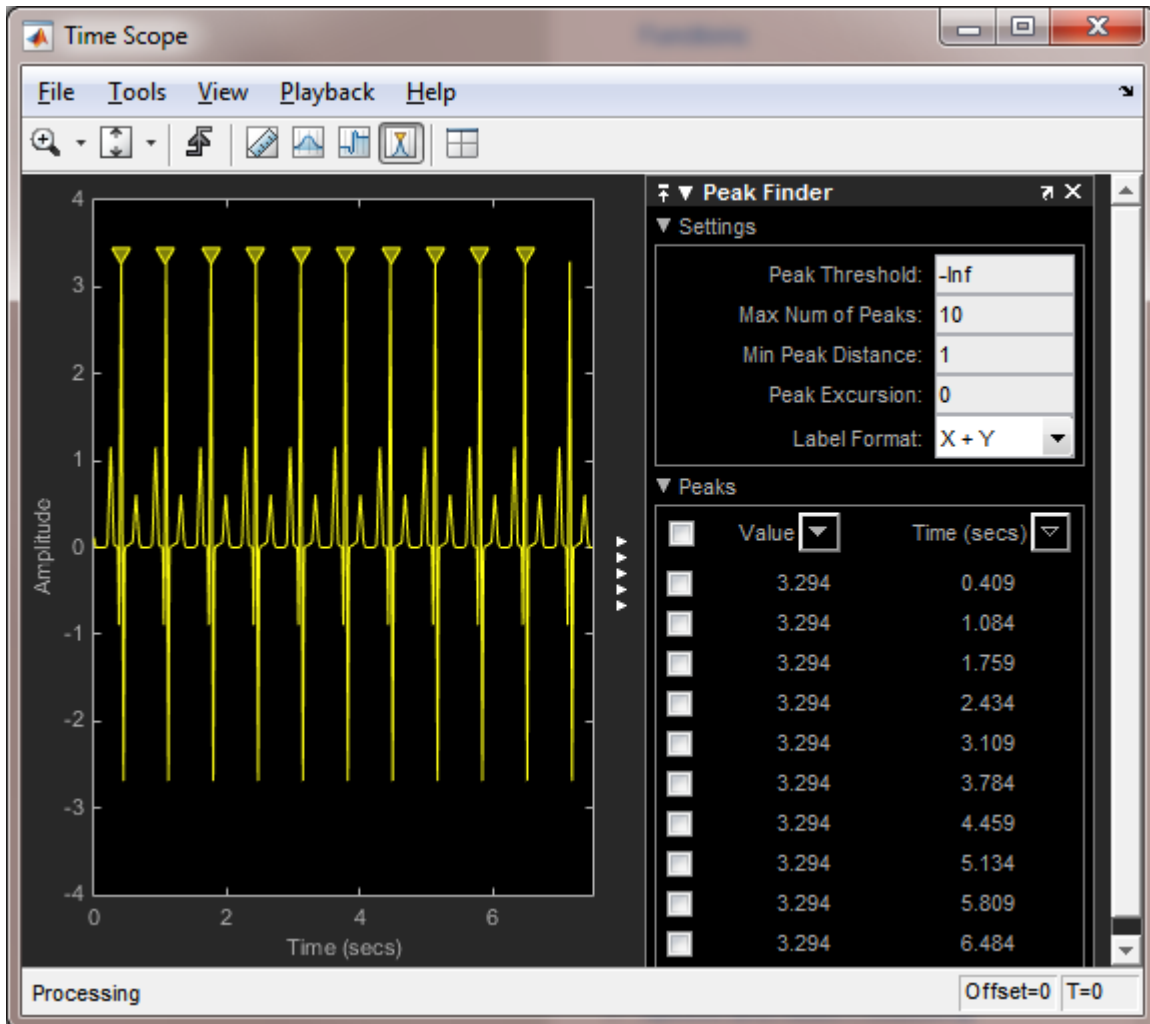 Time Scope
File Tools View Playback Help
Peak Finder
Settings
Peak Threshold: -Inf
Max Num of Peaks: 10
Min Peak Distance: 1
Peak Excursion: 0
Label Format: X + Y
Peaks
Value Time (secs)
3.294 0.409
3.294 1.084
3.294 1.759
3.294 2.434
3.294 3.109
3.294 3.784
3.294 4.459
3.294 5.134
3.294 5.809
3.294 6.484
4
3
2
1
0
-1
-2
-3
-4
Amplitude
0 2 4 6
Time (secs)
Processing Offset=0 T=0